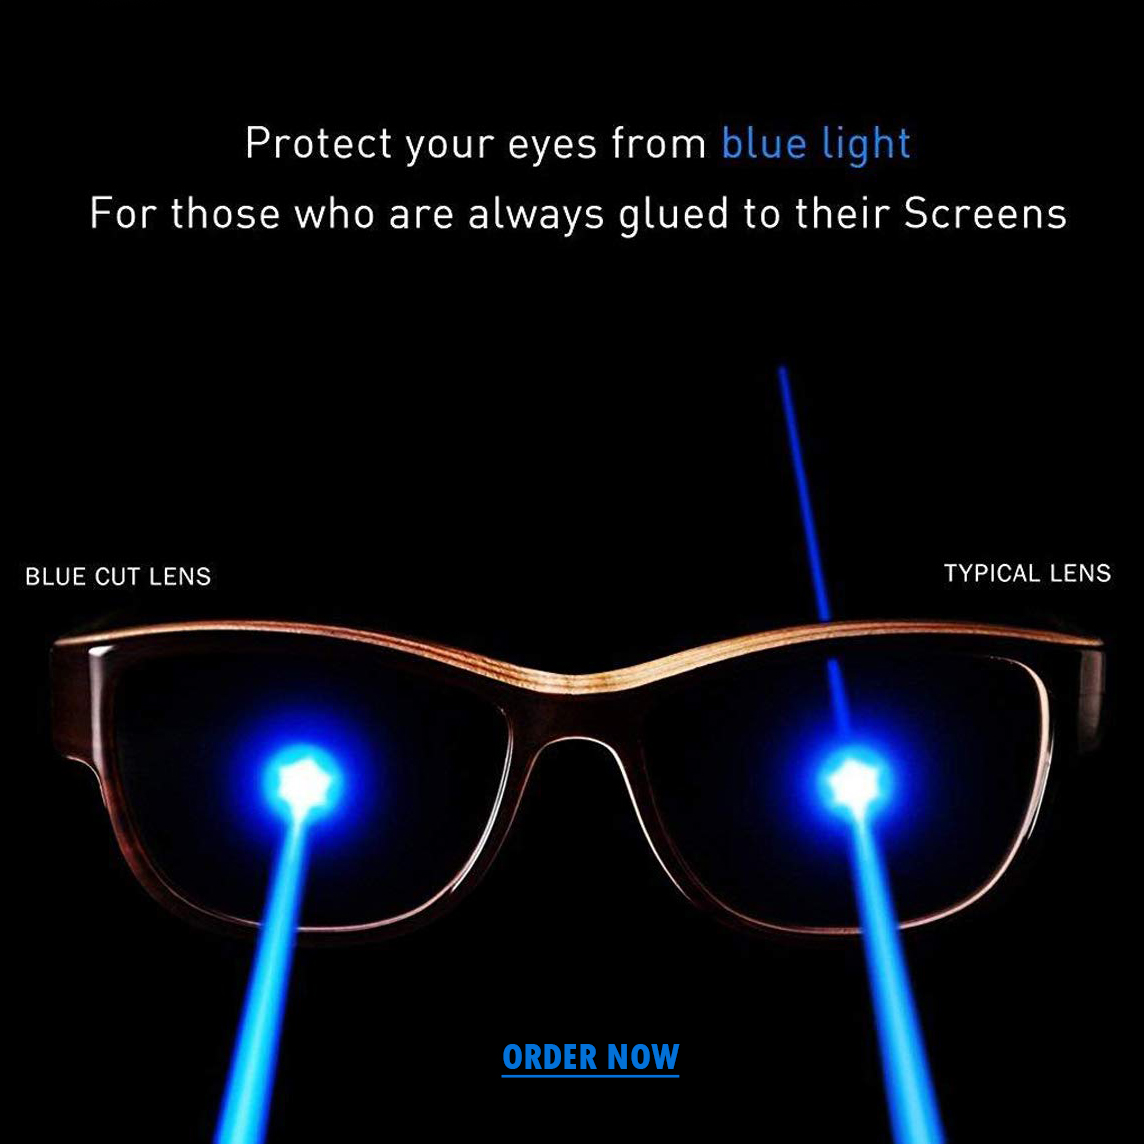 Protect your eyes from blue light
For those who are always glued to their Screens
BLUE CUT LENS
TYPICAL LENS
ORDER NOW